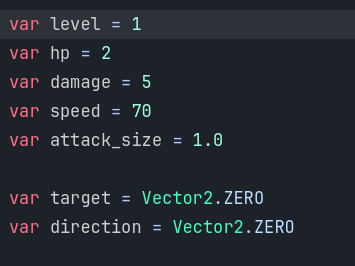 var level = 1
var hp = 2
var damage = 5
var speed = 70
var attack_size = 1.0
var target = Vector2.ZERO
var direction = Vector2.ZERO